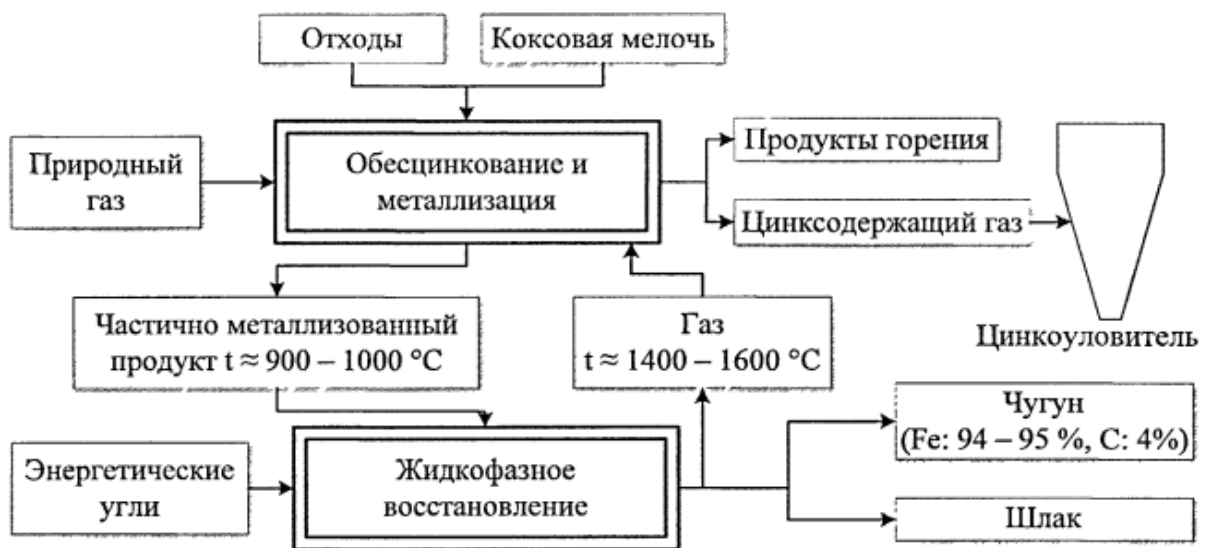 Отходы
Коксовая мелочь
Природный
газ
Обесцинкование и
металлизация
Продукты горения
Цинксодержащий газ
Цинкоуловитель
Частично металлизованный
продукт t ≈ 900 – 1000 °C
Газ
t ≈ 1400 – 1600 °C
Энергетические
угли
Жидкофазное
восстановление
Чугун
(Fe: 94 – 95 %, C: 4%)
Шлак